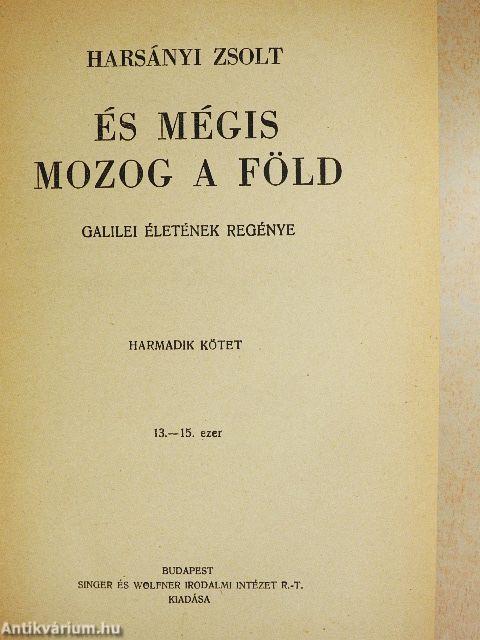 HARSÁNYI ZSOLT
ÉS MÉGIS
MOZOG A FÖLD
GALILEI ÉLETÉNEK REGÉNYE
HARMADIK KÖTET
13.—15. ezer
BUDAPEST
SINGER ÉS WOLFNER IRODALMI INTÉZET R.-T.
KIADÁSA
Antikvárium.hu